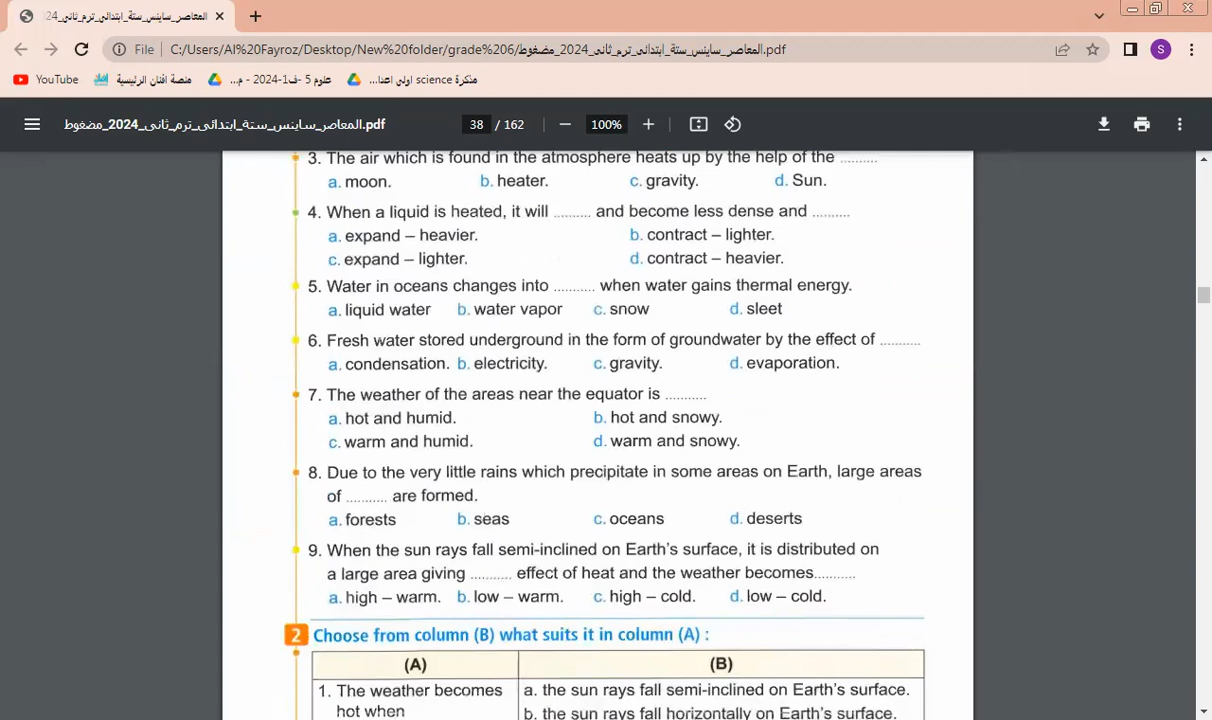 المعاصر_ساينس_ستة_ابتدائي_ترم_ثاني_24
File | C:/Users/Al%20Fayroz/Desktop/New%20folder/grade%206/المعاصر_ساينس_ستة_ابتدائى_ترم_ثانى_2024_مضغوط.pdf
S
YouTube منصة افنان الرئيسية علوم 5 -ف1-2024 - م... مذكرة science اولي اعدا...
المعاصر_ساينس_ستة_ابتدائى_ترم_ثانى_2024_مضغوط.pdf 38 / 162 100%
3. The air which is found in the atmosphere heats up by the help of the ..........
a. moon. b. heater. c. gravity. d. Sun.
4. When a liquid is heated, it will .......... and become less dense and ..........
a. expand – heavier. b. contract – lighter.
c. expand – lighter. d. contract – heavier.
5. Water in oceans changes into .......... when water gains thermal energy.
a. liquid water b. water vapor c. snow d. sleet
6. Fresh water stored underground in the form of groundwater by the effect of ..........
a. condensation. b. electricity. c. gravity. d. evaporation.
7. The weather of the areas near the equator is ..........
a. hot and humid. b. hot and snowy.
c. warm and humid. d. warm and snowy.
8. Due to the very little rains which precipitate in some areas on Earth, large areas
of .......... are formed.
a. forests b. seas c. oceans d. deserts
9. When the sun rays fall semi-inclined on Earth's surface, it is distributed on
a large area giving .......... effect of heat and the weather becomes..........
a. high – warm. b. low – warm. c. high – cold. d. low – cold.
2 Choose from column (B) what suits it in column (A) :
(A) (B)
1. The weather becomes a. the sun rays fall semi-inclined on Earth's surface.
hot when b. the sun rays fall horizontally on Earth's surface.